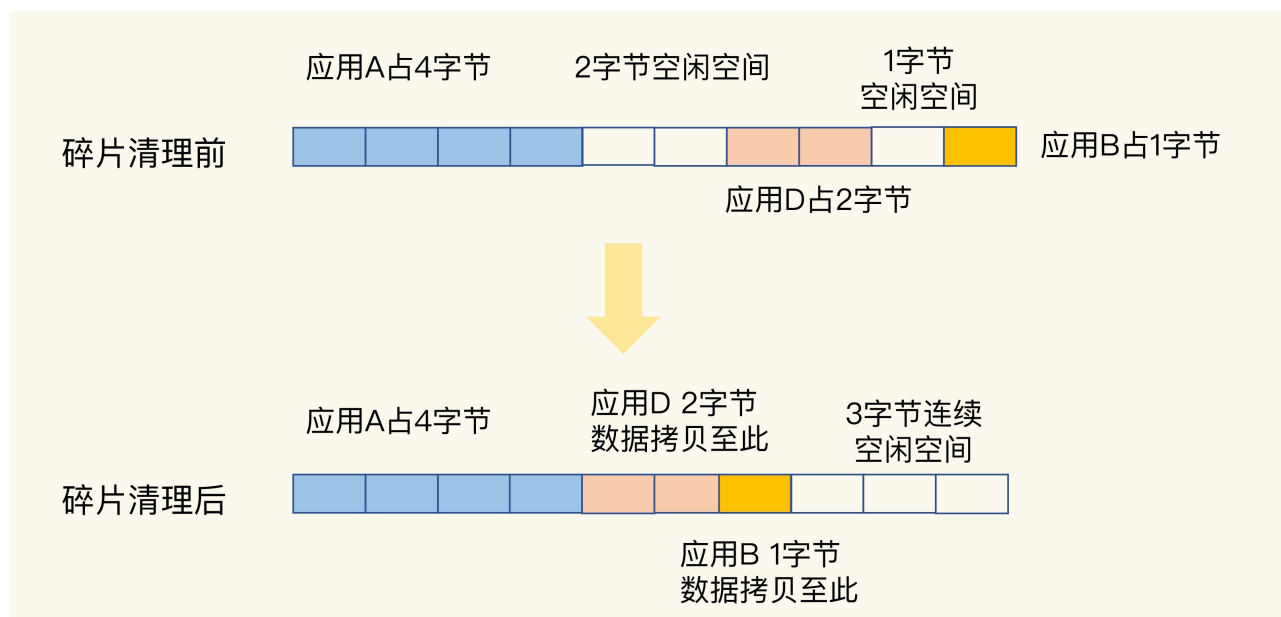 应用A占4字节
2字节空闲空间
1字节
空闲空间
碎片清理前
应用B占1字节
应用D占2字节
应用A占4字节
应用D 2字节
数据拷贝至此
3字节连续
空闲空间
碎片清理后
应用B 1字节
数据拷贝至此